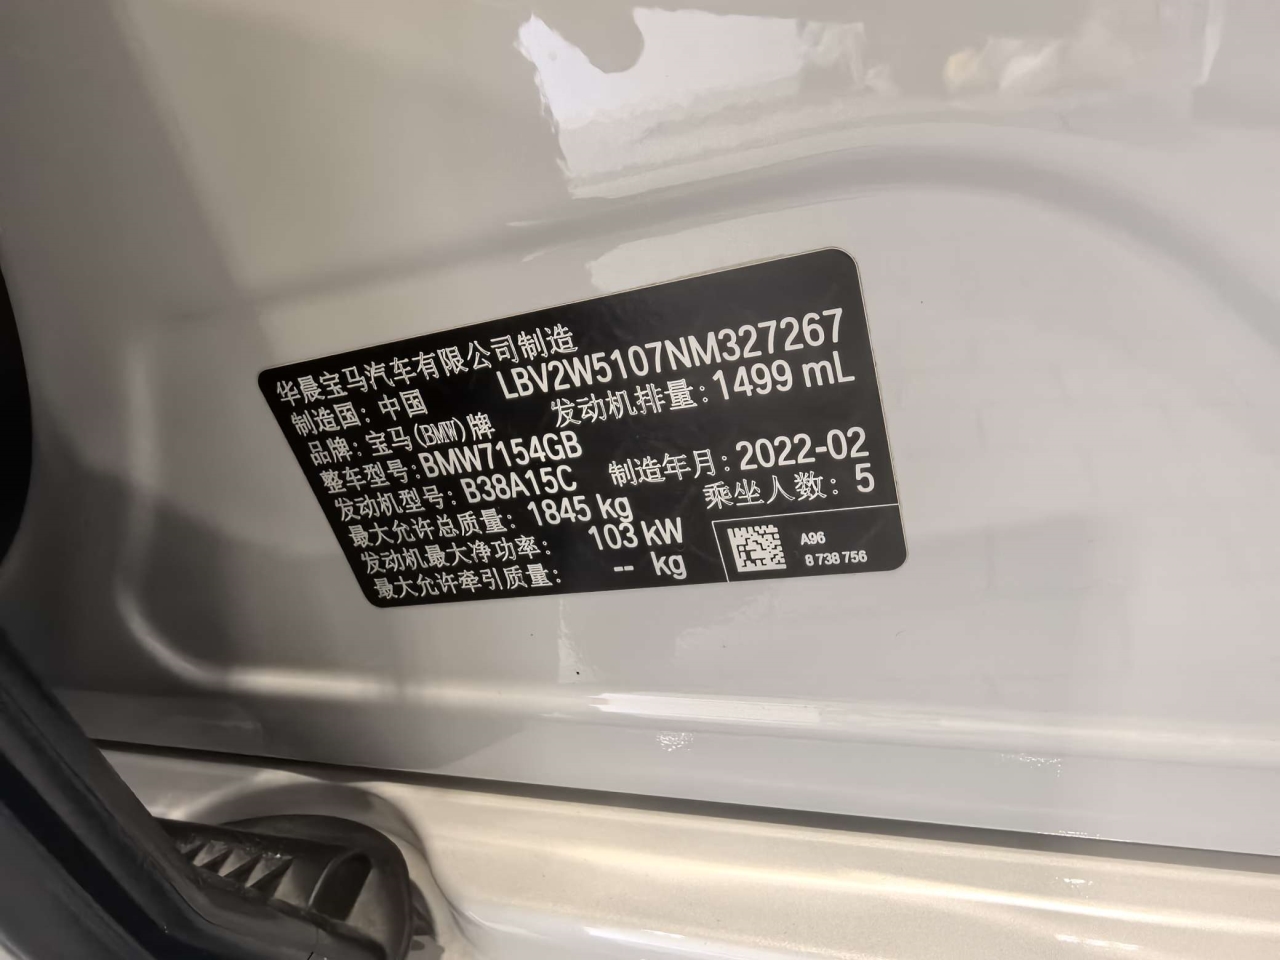 华晨宝马汽车有限公司制造
制造国：中国 LBV2W5107NM327267
品牌：宝马(BMW)牌 发动机排量：1499 mL
整车型号：BMW7154GB
发动机型号：B38A15C 制造年月：2022-02
最大允许总质量：1845 kg 乘坐人数：5
发动机最大净功率： 103 kW
最大允许牵引质量： -- kg
A96
8 738 756